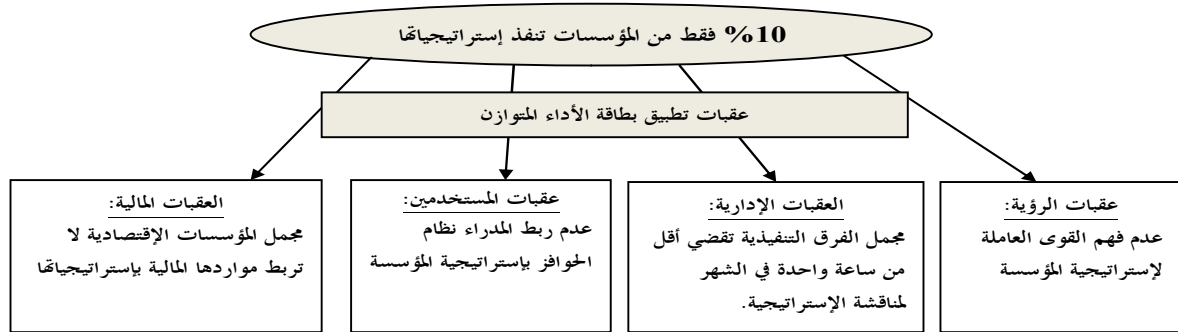 10% فقط من المؤسسات تنفذ إستراتيجياتها
عقبات تطبيق بطاقة الأداء المتوازن
عقبات الرؤية:
عدم فهم القوى العاملة
لإستراتيجية المؤسسة
العقبات الإدارية:
مجمل الفرق التنفيذية تقضي أقل
من ساعة واحدة في الشهر
لمناقشة الإستراتيجية.
عقبات المستخدمين:
عدم ربط المدراء نظام
الحوافز بإستراتيجية المؤسسة
العقبات المالية:
مجمل المؤسسات الإقتصادية لا
تربط مواردها المالية بإستراتيجياتها